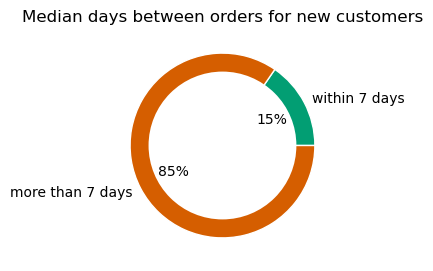 Median days between orders for new customers
within 7 days
15%
85%
more than 7 days